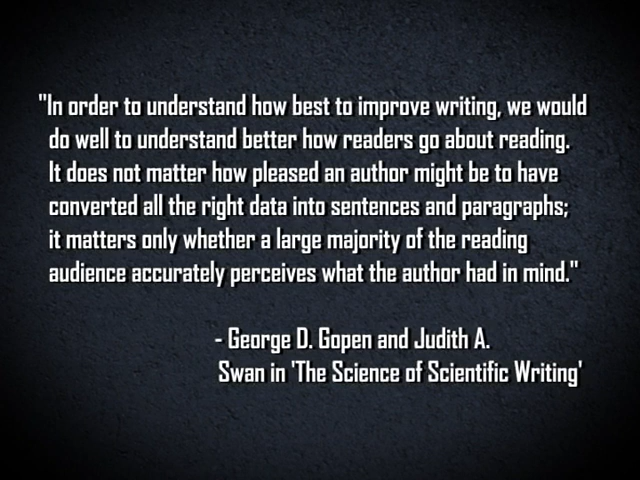 "In order to understand how best to improve writing, we would
do well to understand better how readers go about reading.
It does not matter how pleased an author might be to have
converted all the right data into sentences and paragraphs;
it matters only whether a large majority of the reading
audience accurately perceives what the author had in mind."
- George D. Gopen and Judith A.
Swan in 'The Science of Scientific Writing'